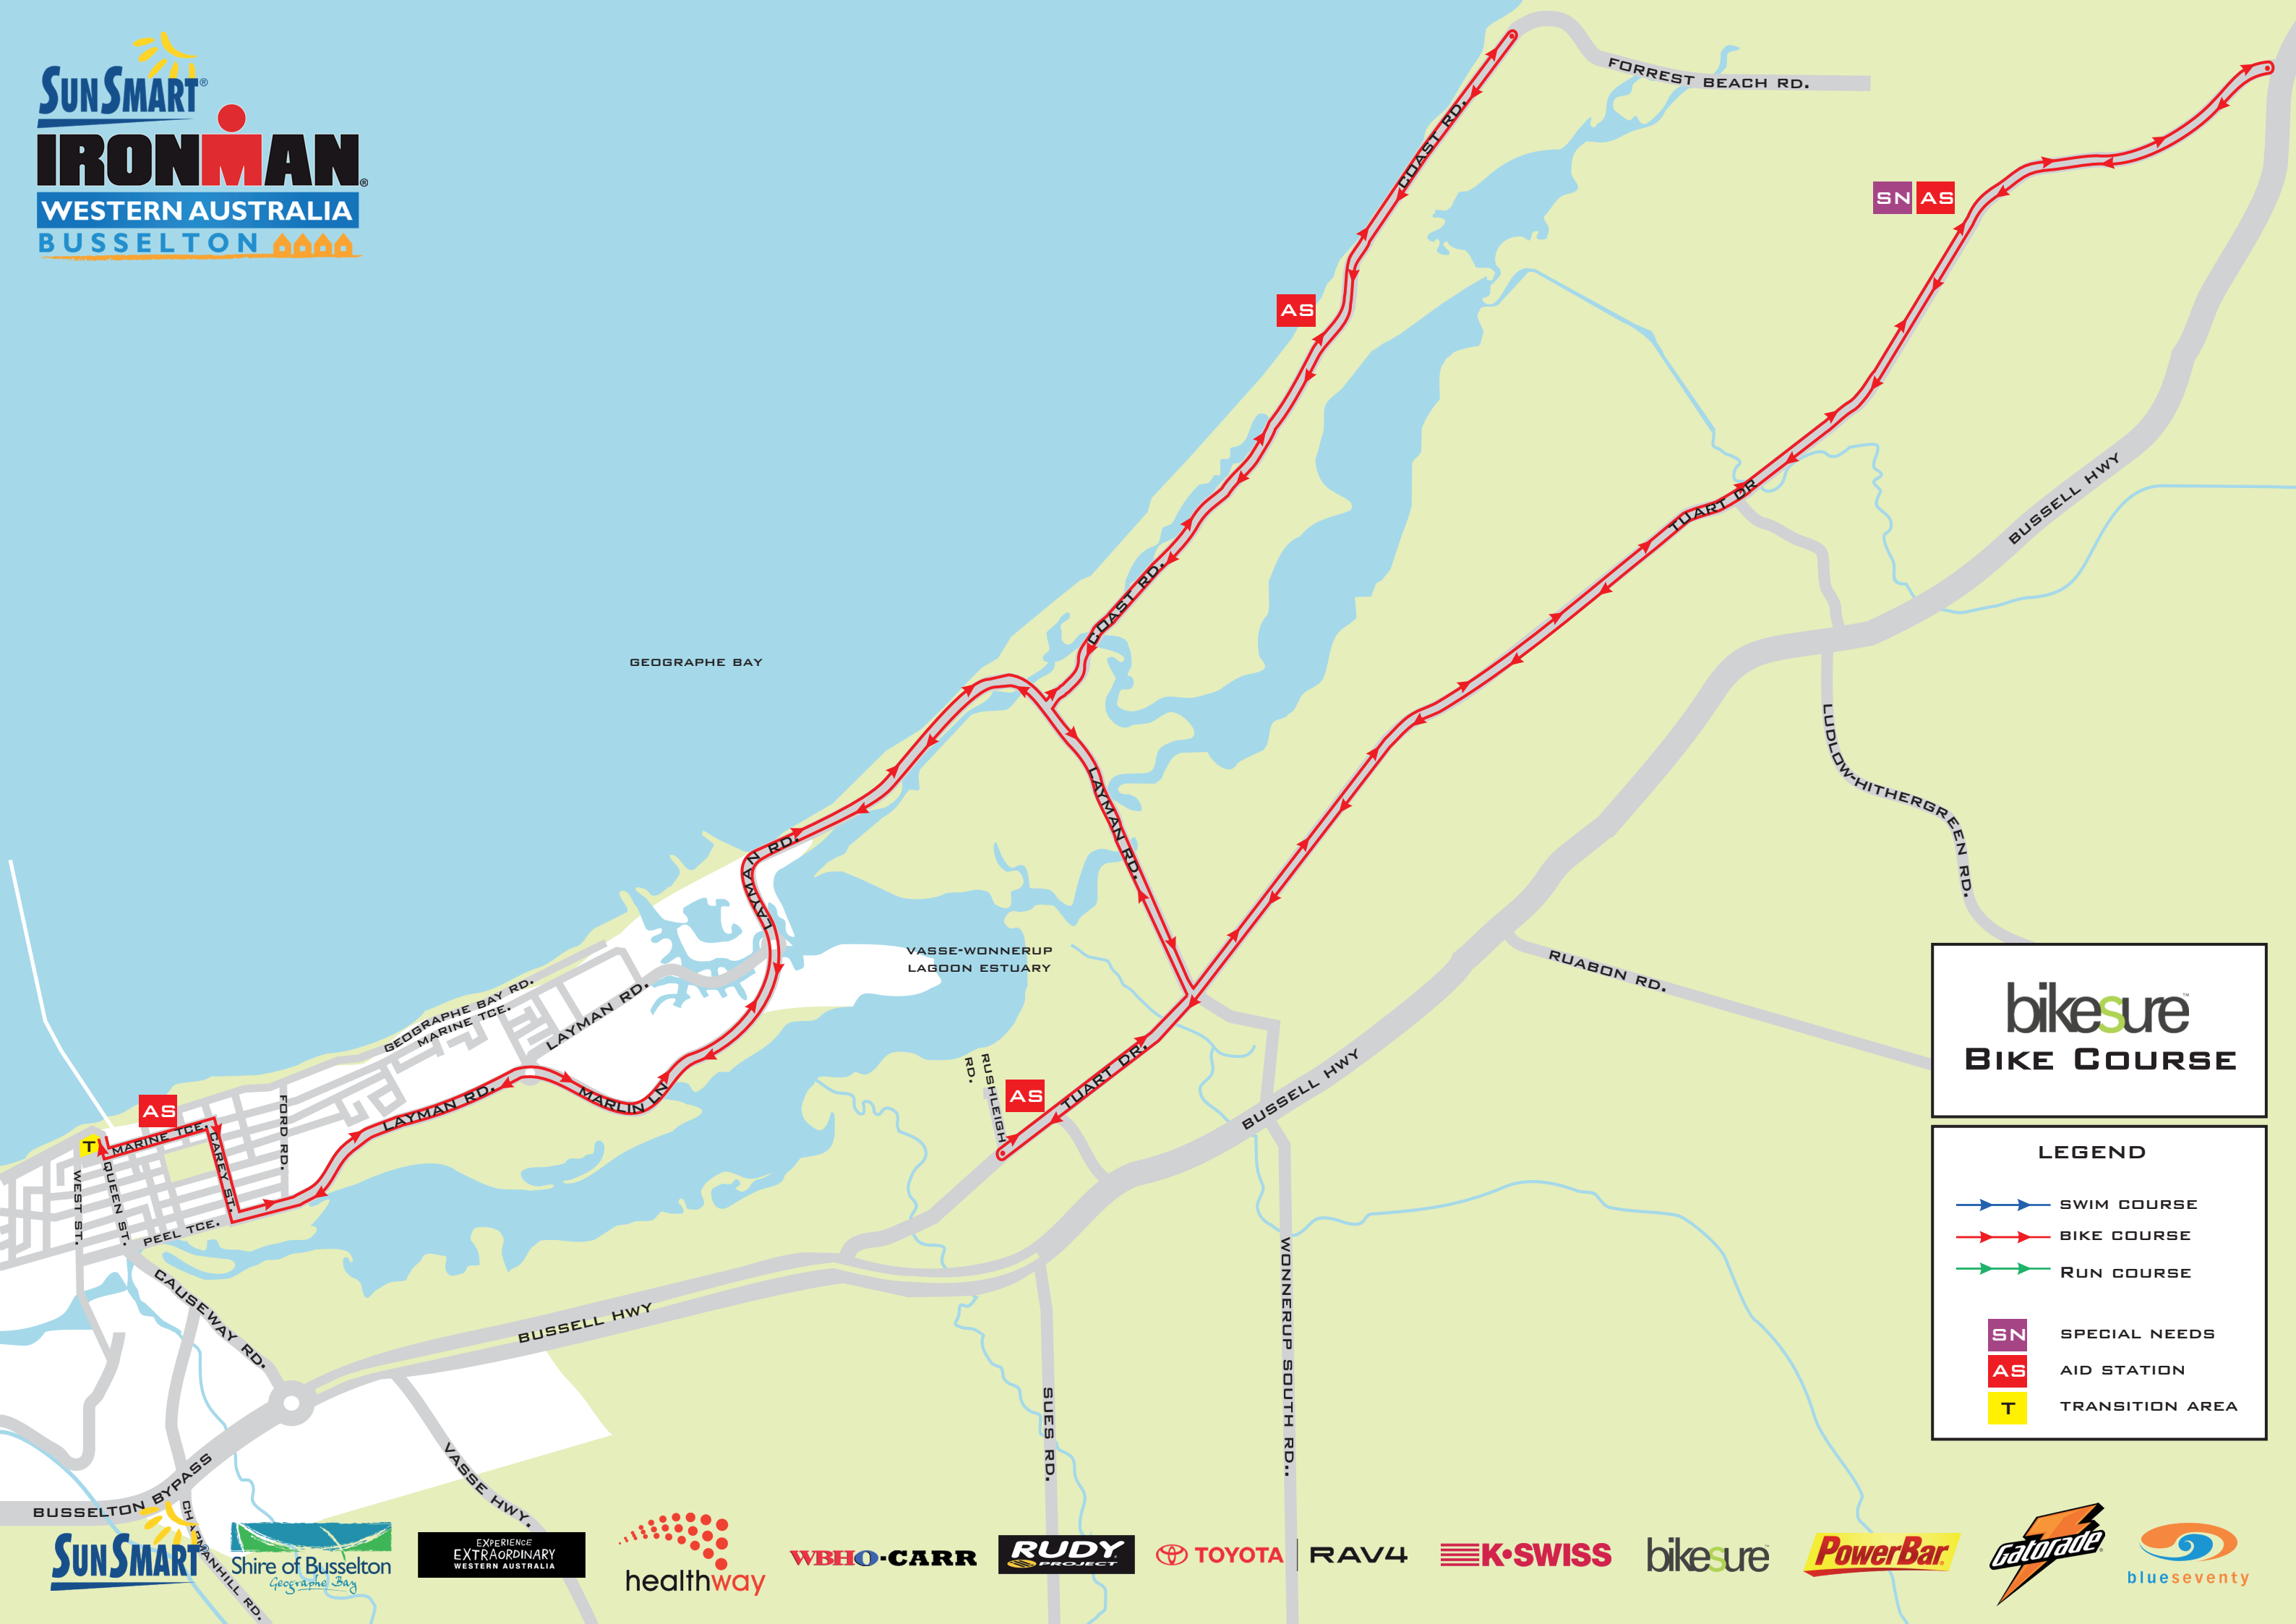 SUNSMART®
IRONMAN®
WESTERN AUSTRALIA
BUSSELTON
FORREST BEACH RD.
COAST RD.
SN AS
AS
TUART DR
BUSSELL HWY
COAST RD.
GEOGRAPHE BAY
LUDLOW-HITHERGREEN RD.
LAYMAN RD.
LAYMAN RD.
LAYMAN
VASSE-WONNERUP
LAGOON ESTUARY
RUABON RD.
GEOGRAPHE BAY RD.
MARINE TCE.
LAYMAN RD.
RUSHLEIGH
RD.
AS
TUART DR.
BUSSELL HWY
LAYMAN RD.
MARLIN LN
FORD RD.
AS
T
MARINE TCE.
CAREY ST.
QUEEN ST.
WEST ST.
PEEL TCE.
CAUSEWAY RD.
BUSSELL HWY
WONNERUP SOUTH RD..
SUES RD.
VASSE HWY.
BUSSELTON BYPASS
CHAPMANHILL RD.
bikesure™
BIKE COURSE
LEGEND
SWIM COURSE
BIKE COURSE
RUN COURSE
SN SPECIAL NEEDS
AS AID STATION
T TRANSITION AREA
SUNSMART
Shire of Busselton
Geographe Bay
EXPERIENCE
EXTRAORDINARY
WESTERN AUSTRALIA
healthway
WBHO-CARR
RUDY
PROJECT
TOYOTA RAV4
K•SWISS
bikesure
PowerBar
Gatorade
blueseventy